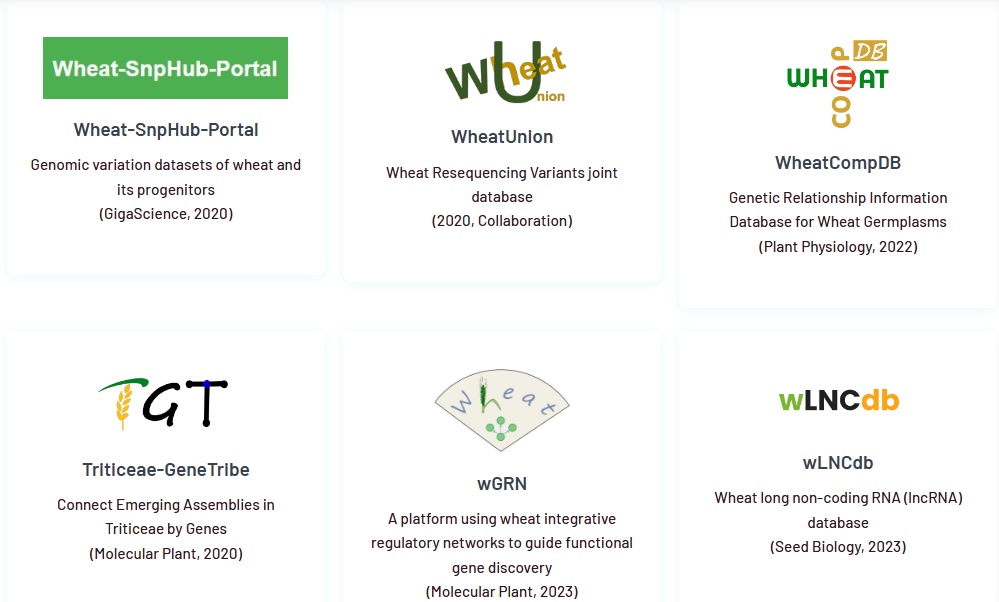 Wheat-SnpHub-Portal
Wheat-SnpHub-Portal
Genomic variation datasets of wheat and
its progenitors
(GigaScience, 2020)
Wheat
Union
WheatUnion
Wheat Resequencing Variants joint
database
(2020, Collaboration)
WHEAT
COMP
DB
WheatCompDB
Genetic Relationship Information
Database for Wheat Germplasms
(Plant Physiology, 2022)
TGT
Triticeae-GeneTribe
Connect Emerging Assemblies in
Triticeae by Genes
(Molecular Plant, 2020)
Wheat
wGRN
A platform using wheat integrative
regulatory networks to guide functional
gene discovery
(Molecular Plant, 2023)
wLNCdb
wLNCdb
Wheat long non-coding RNA (lncRNA)
database
(Seed Biology, 2023)